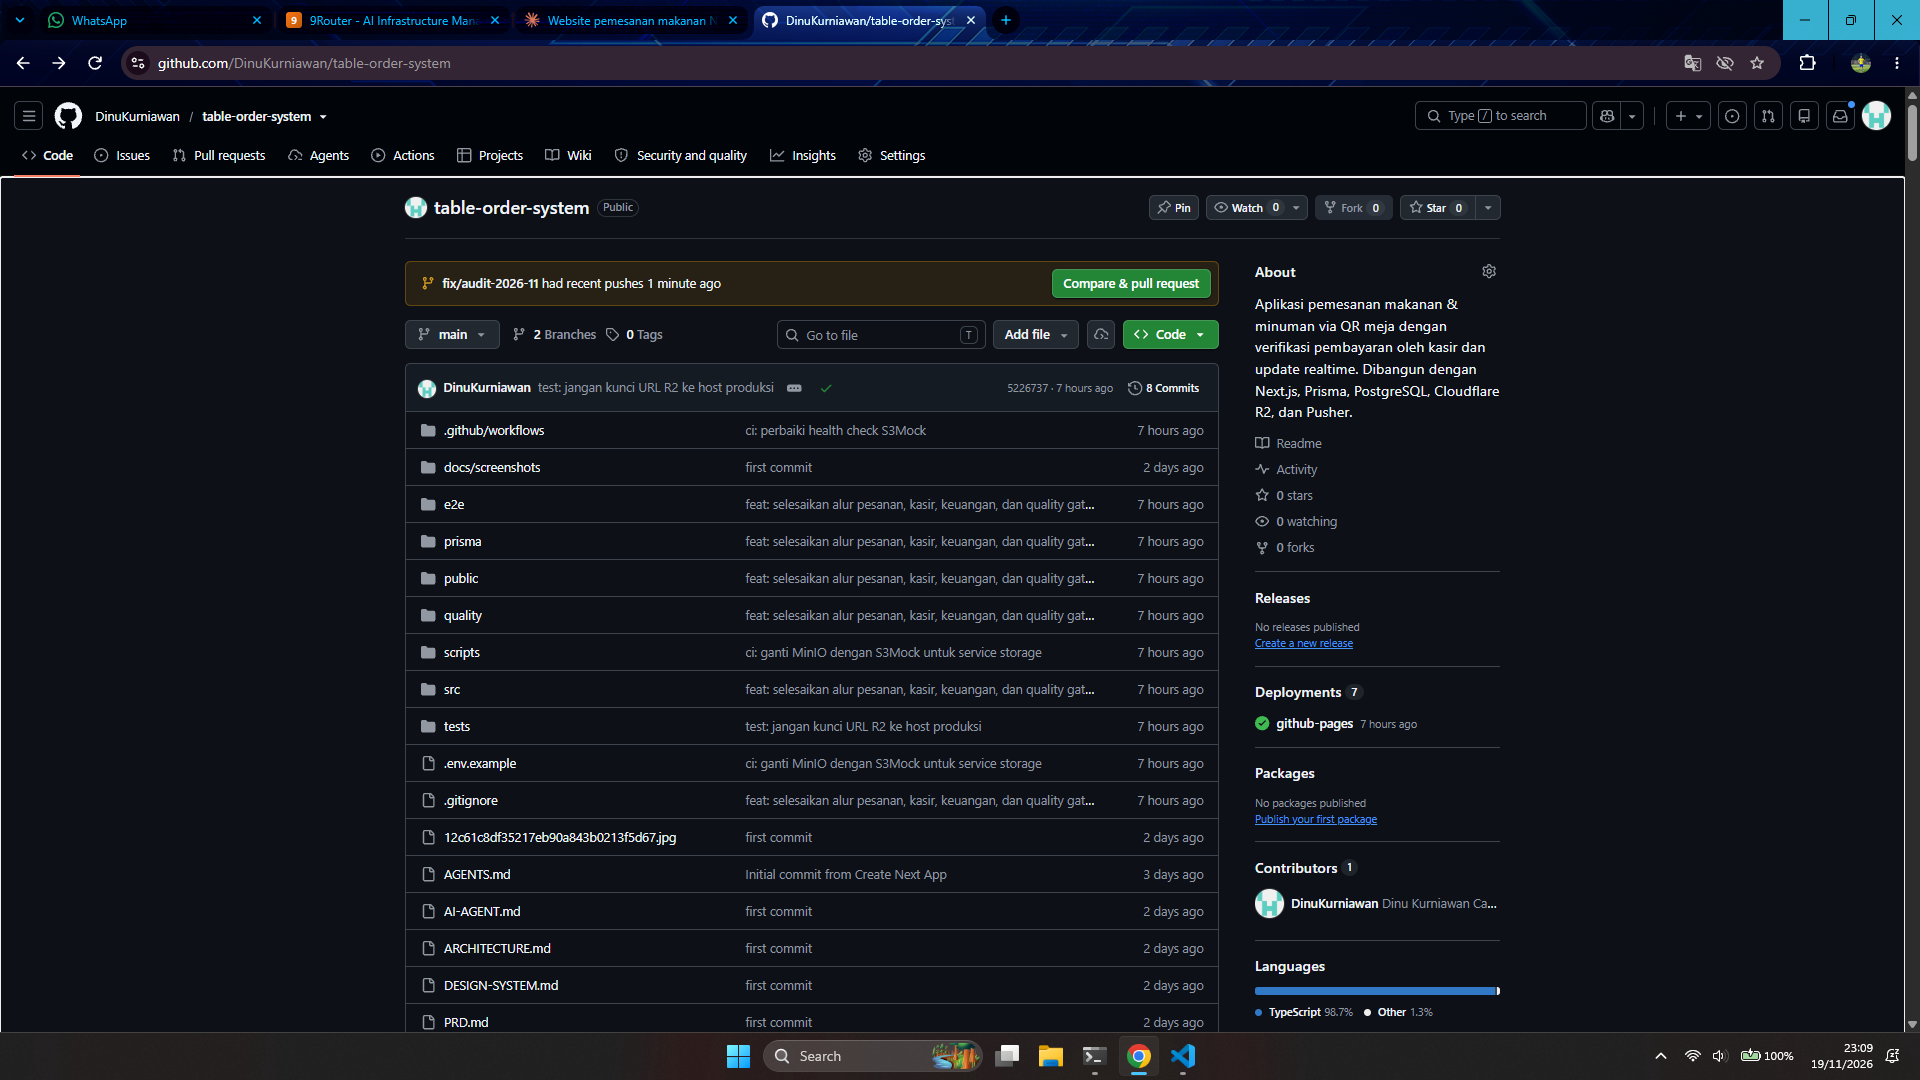 WhatsApp
9Router - AI Infrastructure Mana
Website pemesanan makanan N
DinuKurniawan/table-order-syst
github.com/DinuKurniawan/table-order-system
DinuKurniawan / table-order-system
Type / to search
Code
Issues
Pull requests
Agents
Actions
Projects
Wiki
Security and quality
Insights
Settings
table-order-system Public
Pin
Watch 0
Fork 0
Star 0
fix/audit-2026-11 had recent pushes 1 minute ago
Compare & pull request
main
2 Branches
0 Tags
Go to file T
Add file
Code
DinuKurniawan test: jangan kunci URL R2 ke host produksi
5226737 · 7 hours ago
8 Commits
.github/workflows ci: perbaiki health check S3Mock 7 hours ago
docs/screenshots first commit 2 days ago
e2e feat: selesaikan alur pesanan, kasir, keuangan, dan quality gat... 7 hours ago
prisma feat: selesaikan alur pesanan, kasir, keuangan, dan quality gat... 7 hours ago
public feat: selesaikan alur pesanan, kasir, keuangan, dan quality gat... 7 hours ago
quality feat: selesaikan alur pesanan, kasir, keuangan, dan quality gat... 7 hours ago
scripts ci: ganti MinIO dengan S3Mock untuk service storage 7 hours ago
src feat: selesaikan alur pesanan, kasir, keuangan, dan quality gat... 7 hours ago
tests test: jangan kunci URL R2 ke host produksi 7 hours ago
.env.example ci: ganti MinIO dengan S3Mock untuk service storage 7 hours ago
.gitignore feat: selesaikan alur pesanan, kasir, keuangan, dan quality gat... 7 hours ago
12c61c8df35217eb90a843b0213f5d67.jpg first commit 2 days ago
AGENTS.md Initial commit from Create Next App 3 days ago
AI-AGENT.md first commit 2 days ago
ARCHITECTURE.md first commit 2 days ago
DESIGN-SYSTEM.md first commit 2 days ago
PRD.md first commit 2 days ago
About
Aplikasi pemesanan makanan &
minuman via QR meja dengan
verifikasi pembayaran oleh kasir dan
update realtime. Dibangun dengan
Next.js, Prisma, PostgreSQL, Cloudflare
R2, dan Pusher.
Readme
Activity
0 stars
0 watching
0 forks
Releases
No releases published
Create a new release
Deployments 7
github-pages 7 hours ago
Packages
No packages published
Publish your first package
Contributors 1
DinuKurniawan Dinu Kurniawan Ca...
Languages
TypeScript 98.7% Other 1.3%
Search
100%
23:09
19/11/2026